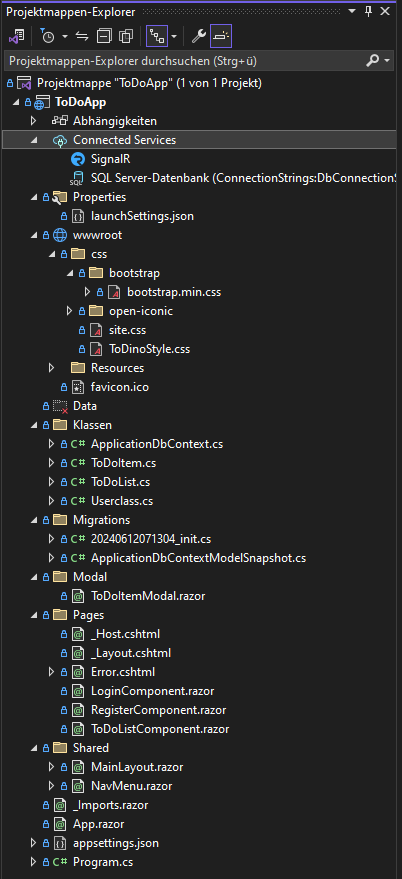 Projektmappen-Explorer
Projektmappen-Explorer durchsuchen (Strg+ü)
Projektmappe "ToDoApp" (1 von 1 Projekt)
ToDoApp
Abhängigkeiten
Connected Services
SignalR
SQL Server-Datenbank (ConnectionStrings:DbConnectionS
Properties
launchSettings.json
wwwroot
css
bootstrap
bootstrap.min.css
open-iconic
site.css
ToDinoStyle.css
Resources
favicon.ico
Data
Klassen
C# ApplicationDbContext.cs
C# ToDoItem.cs
C# ToDoList.cs
C# Userclass.cs
Migrations
C# 20240612071304_init.cs
C# ApplicationDbContextModelSnapshot.cs
Modal
ToDoItemModal.razor
Pages
_Host.cshtml
_Layout.cshtml
Error.cshtml
LoginComponent.razor
RegisterComponent.razor
ToDoListComponent.razor
Shared
MainLayout.razor
NavMenu.razor
_Imports.razor
App.razor
appsettings.json
C# Program.cs